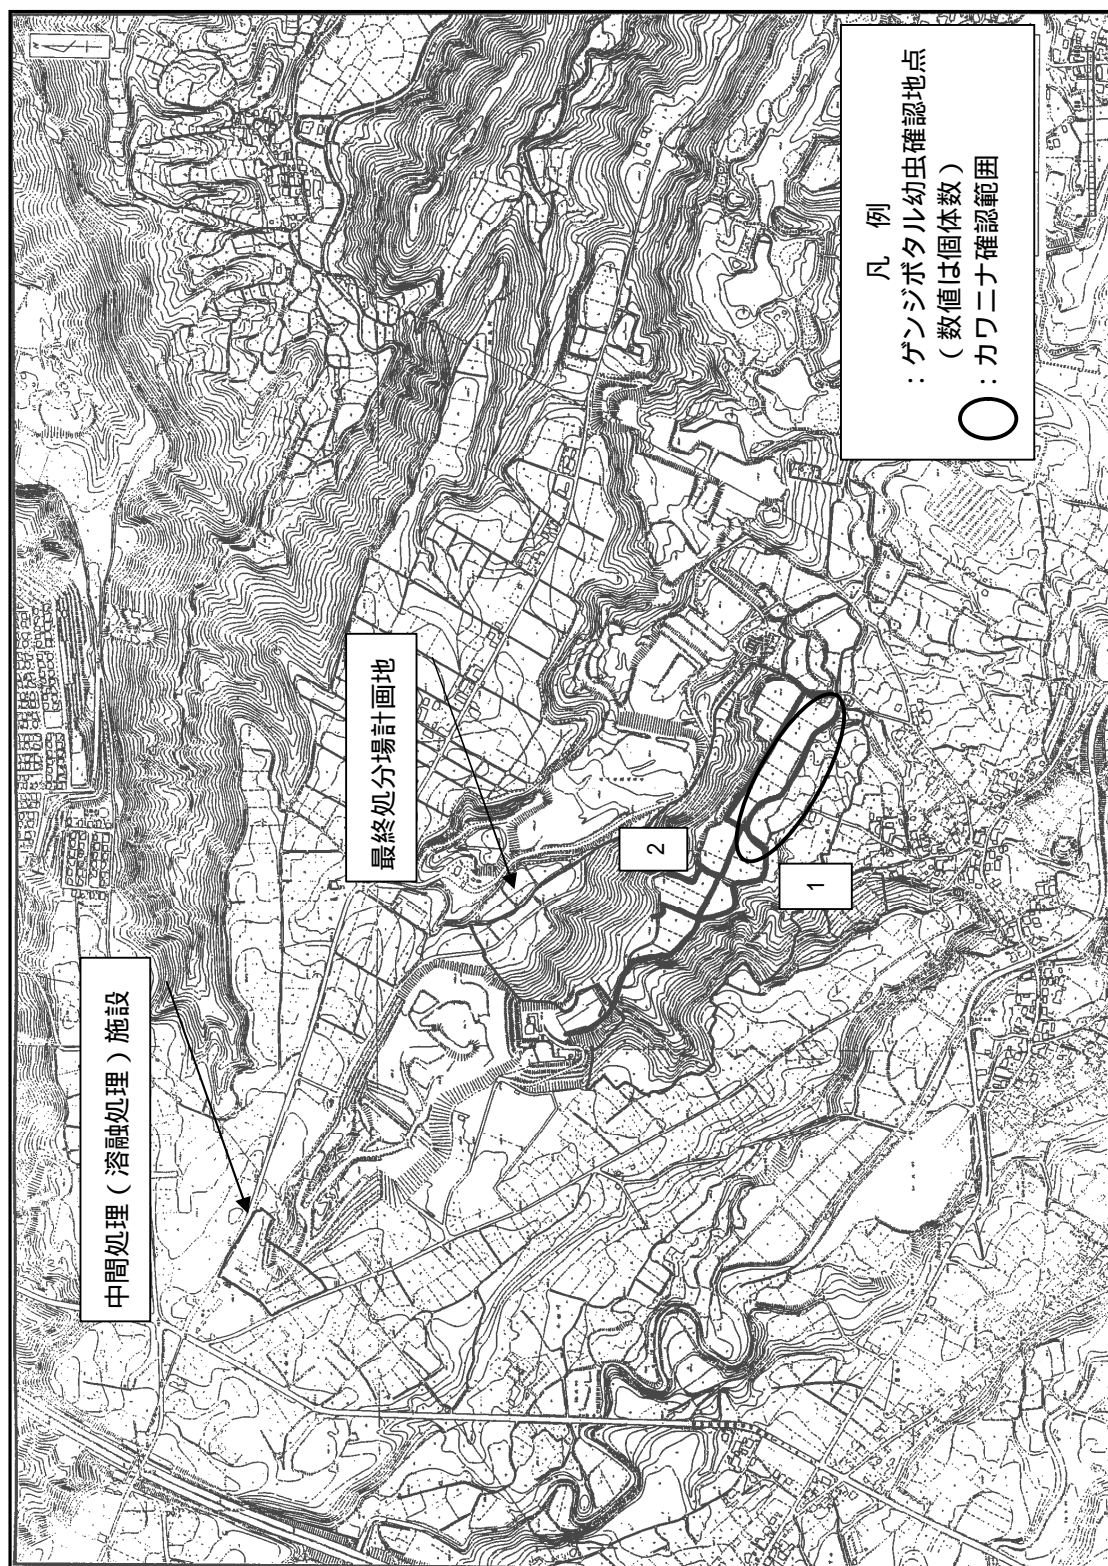 中間処理（溶融処理）施設
最終処分場計画地
2
1
凡 例
：ゲンジボタル幼虫確認地点
（数値は個体数）
：カワニナ確認範囲